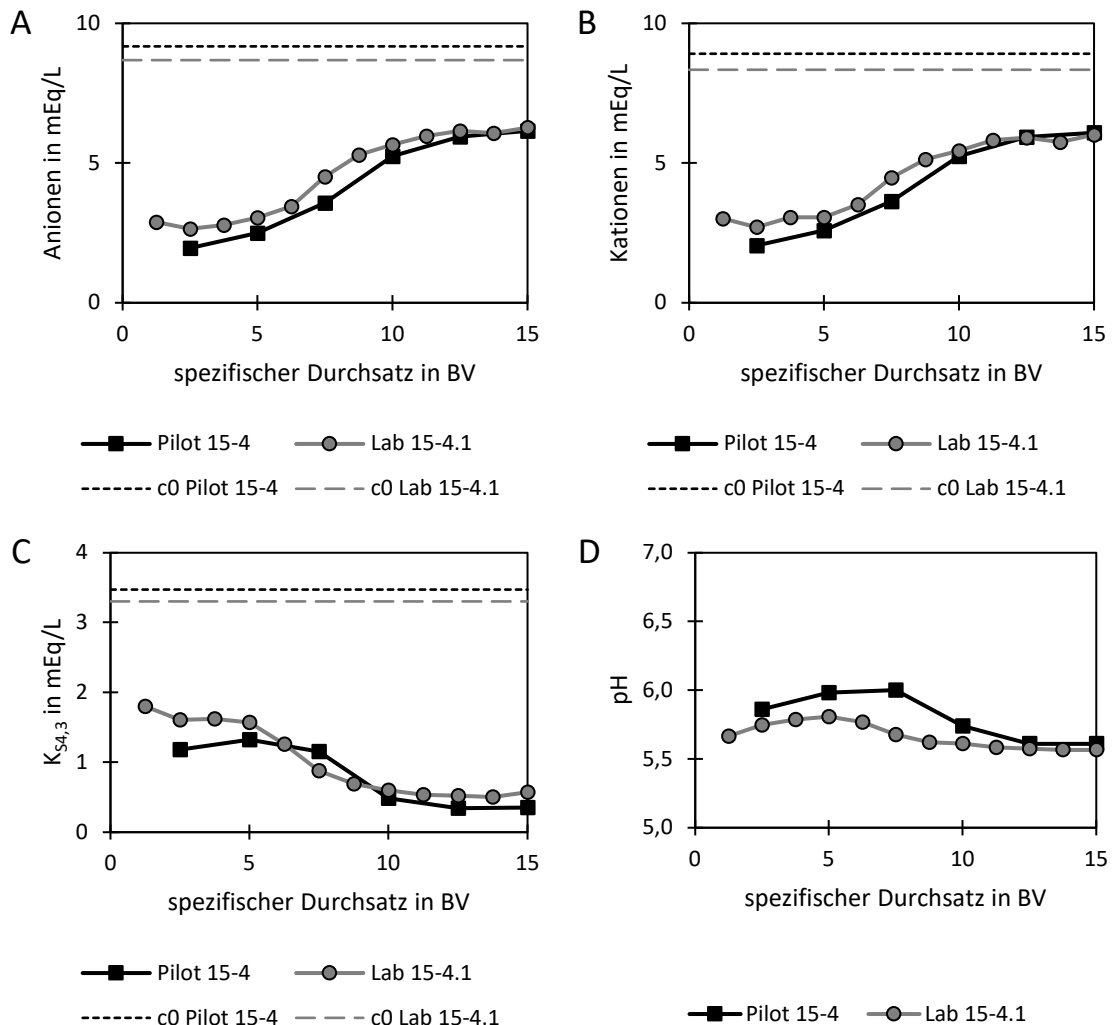 A
Anionen in mEq/L
10
5
0
0 5 10 15
spezifischer Durchsatz in BV
Pilot 15-4 Lab 15-4.1
c0 Pilot 15-4 c0 Lab 15-4.1
B
Kationen in mEq/L
10
5
0
0 5 10 15
spezifischer Durchsatz in BV
Pilot 15-4 Lab 15-4.1
c0 Pilot 15-4 c0 Lab 15-4.1
C
K_S4,3 in mEq/L
4
3
2
1
0
0 5 10 15
spezifischer Durchsatz in BV
Pilot 15-4 Lab 15-4.1
c0 Pilot 15-4 c0 Lab 15-4.1
D
pH
7,0
6,5
6,0
5,5
5,0
0 5 10 15
spezifischer Durchsatz in BV
Pilot 15-4 Lab 15-4.1